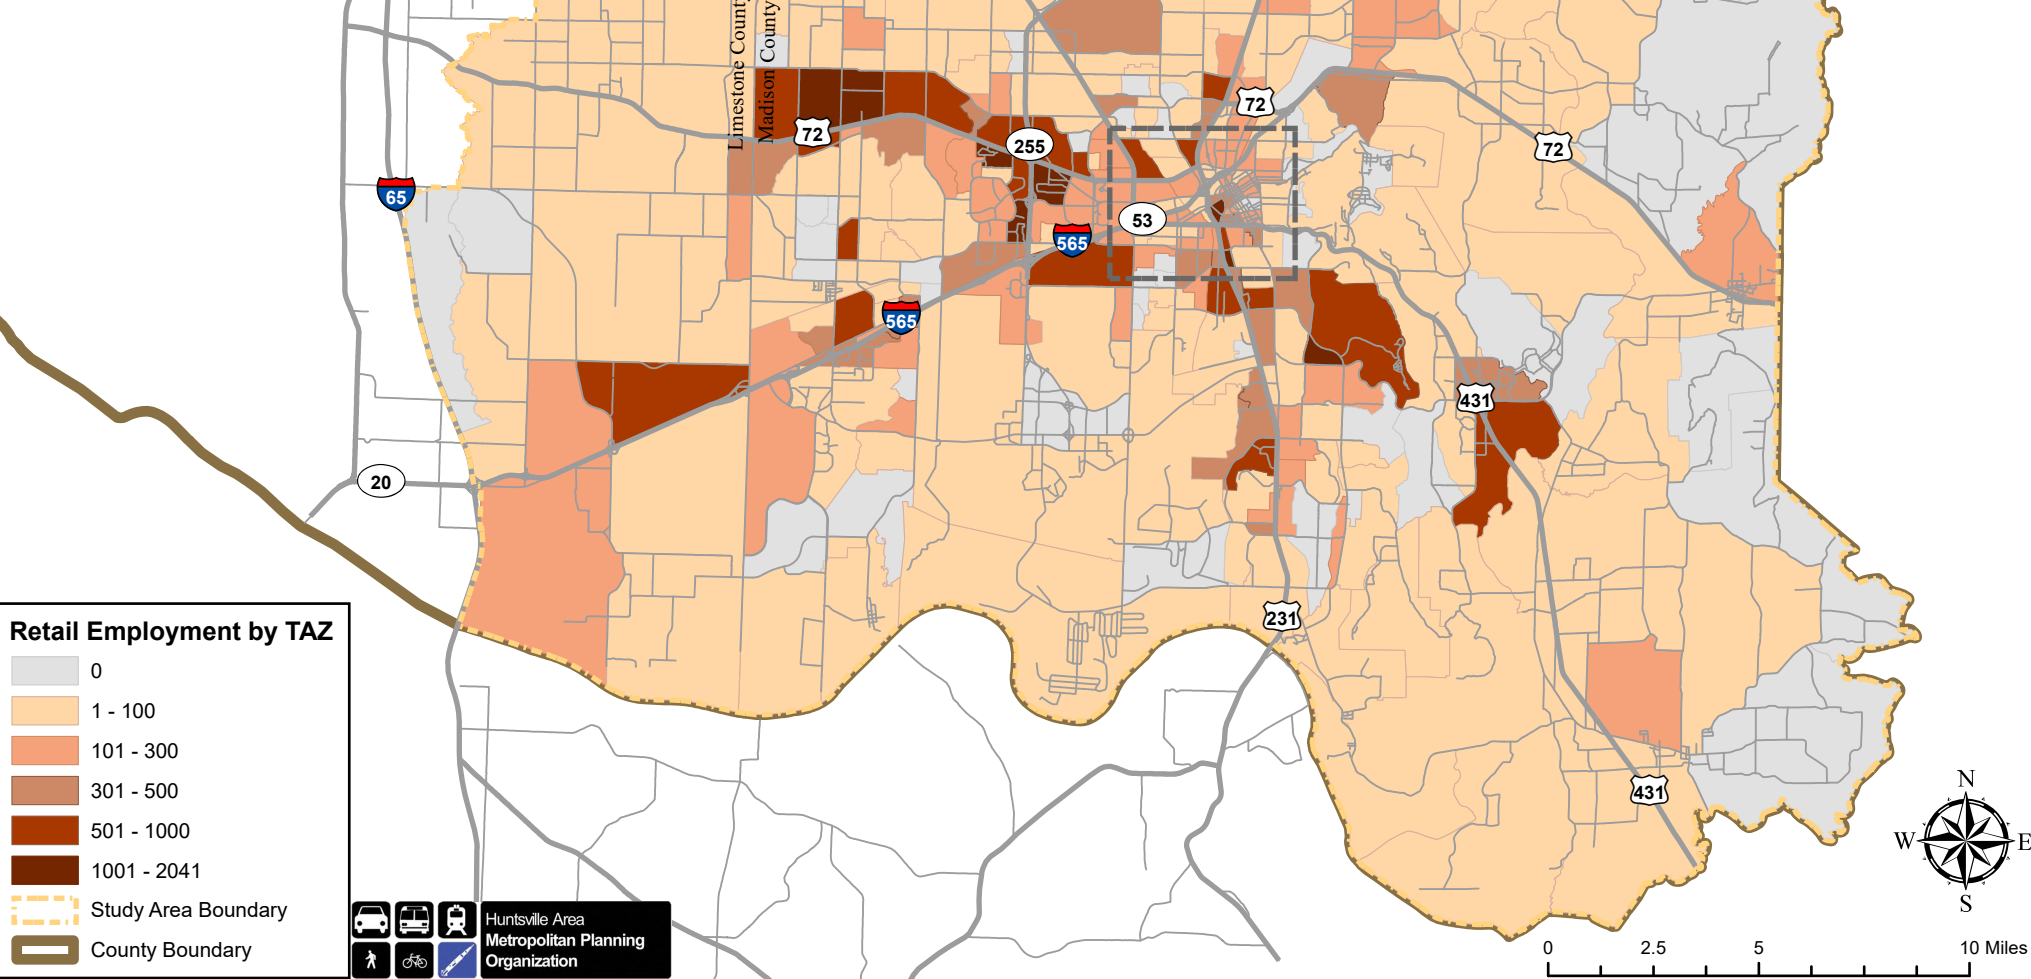 Limestone County
Madison County
72
72
255
72
65
53
565
565
431
20
231
431
Retail Employment by TAZ
0
1 - 100
101 - 300
301 - 500
501 - 1000
1001 - 2041
Study Area Boundary
County Boundary
Huntsville Area
Metropolitan Planning
Organization
N
W E
S
0 2.5 5 10 Miles